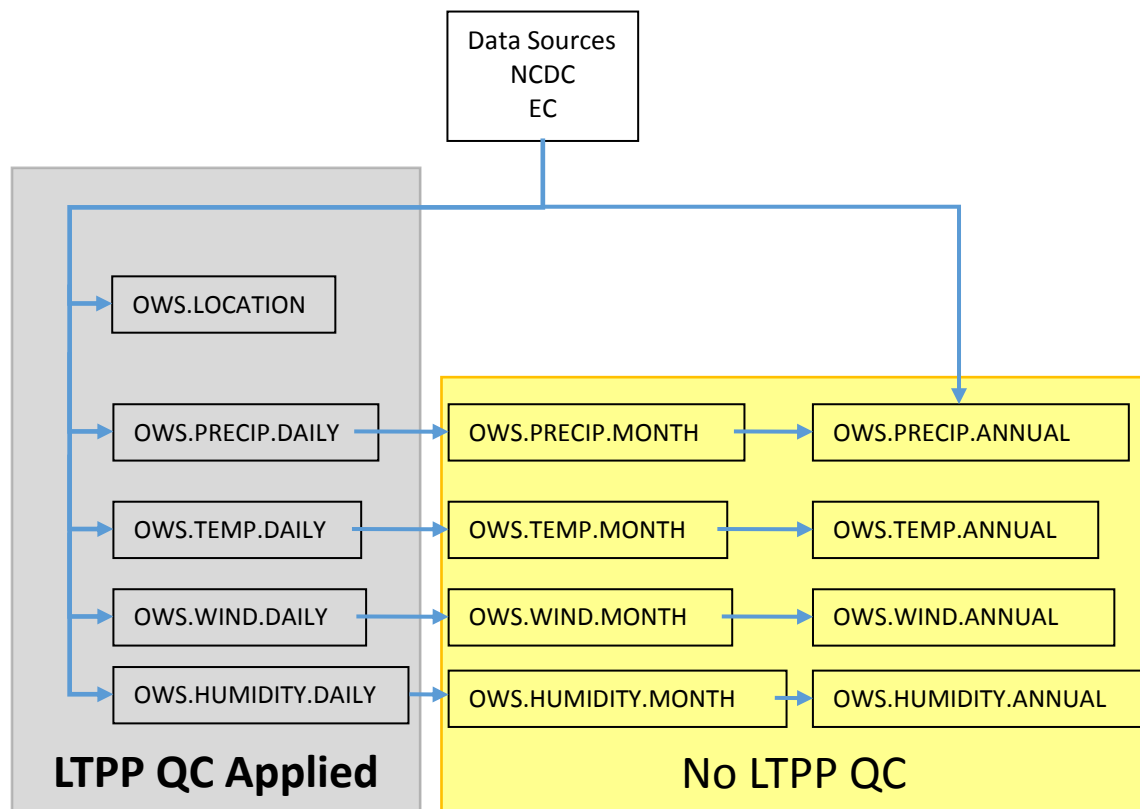 Data Sources
NCDC
EC
OWS.LOCATION
OWS.PRECIP.DAILY
OWS.PRECIP.MONTH
OWS.PRECIP.ANNUAL
OWS.TEMP.DAILY
OWS.TEMP.MONTH
OWS.TEMP.ANNUAL
OWS.WIND.DAILY
OWS.WIND.MONTH
OWS.WIND.ANNUAL
OWS.HUMIDITY.DAILY
OWS.HUMIDITY.MONTH
OWS.HUMIDITY.ANNUAL
LTPP QC Applied
No LTPP QC